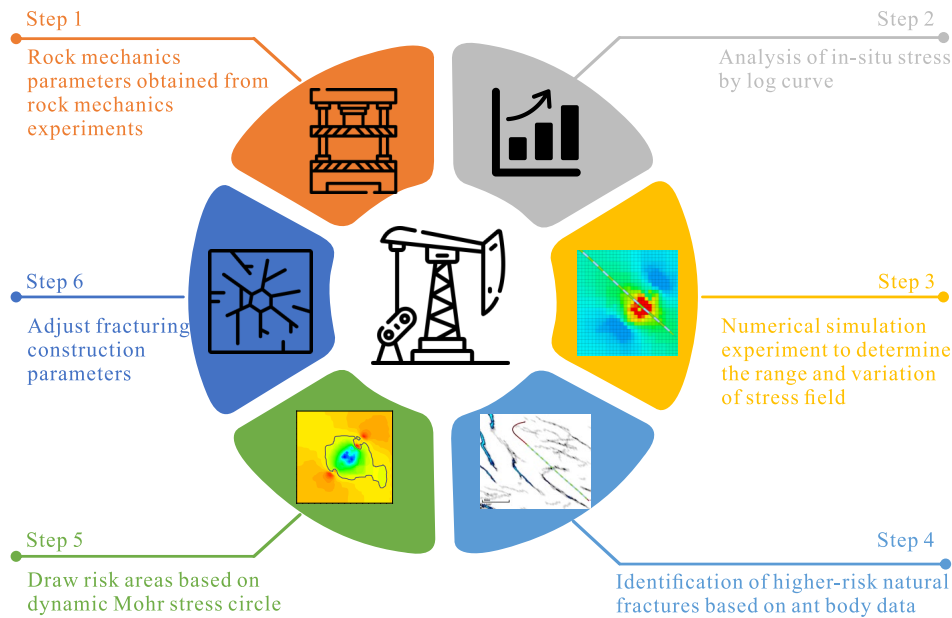 Step 1
Rock mechanics
parameters obtained from
rock mechanics
experiments
Step 2
Analysis of in-situ stress
by log curve
Step 3
Numerical simulation
experiment to determine
the range and variation
of stress field
Step 4
Identification of higher-risk natural
fractures based on ant body data
Step 5
Draw risk areas based on
dynamic Mohr stress circle
Step 6
Adjust fracturing
construction
parameters